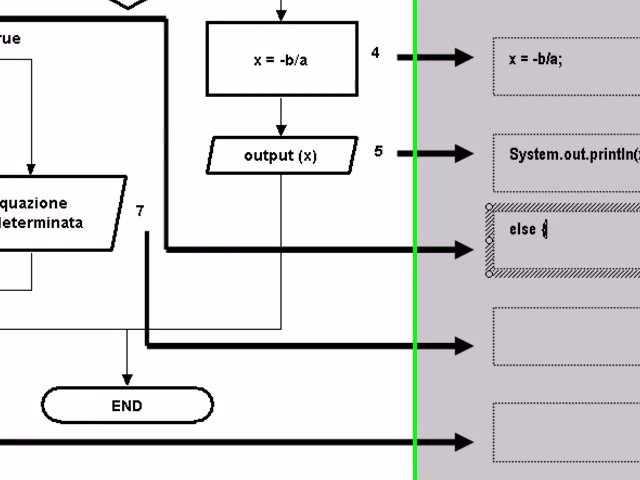 rue
x = -b/a
4
x = -b/a;
output (x)
5
System.out.println(x
quazione
determinata
7
else {
END